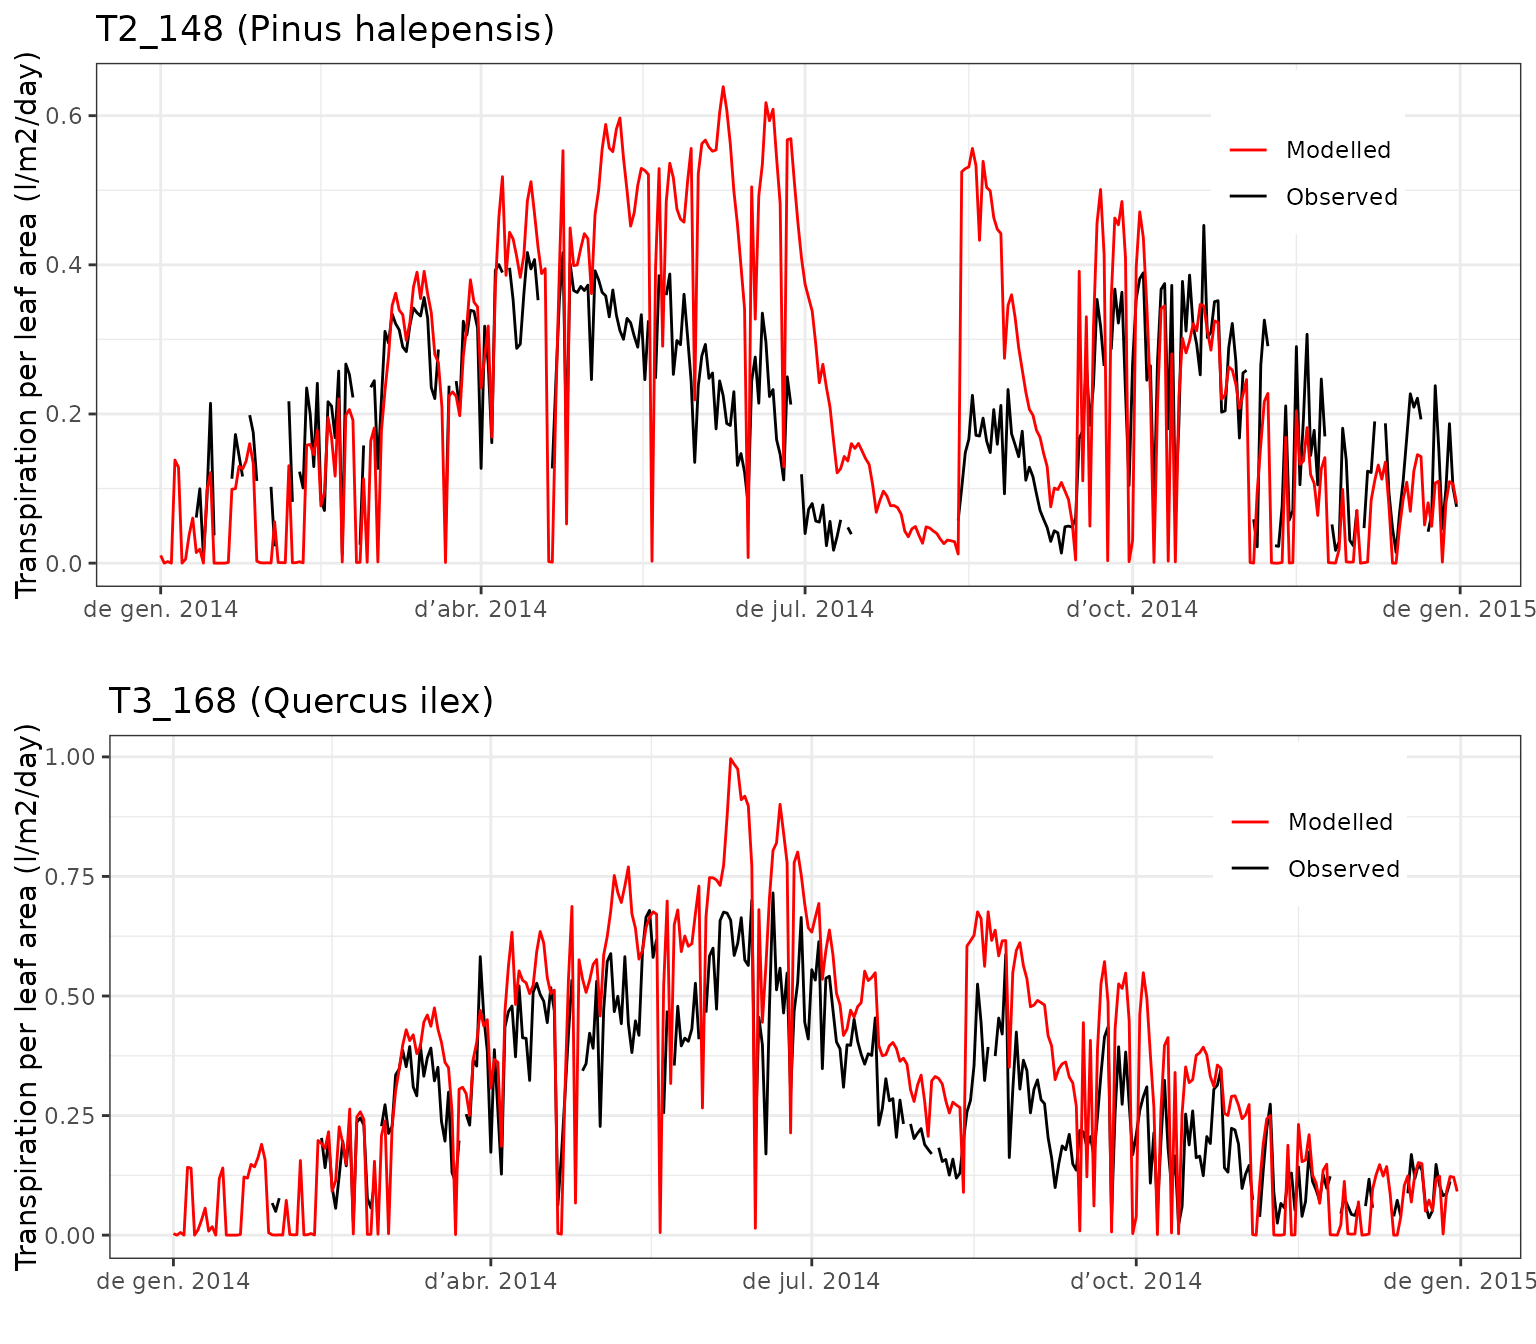 T2_148 (Pinus halepensis)
Transpiration per leaf area (l/m2/day)
0.6
0.4
0.2
0.0
Modelled
Observed
de gen. 2014
d’abr. 2014
de jul. 2014
d’oct. 2014
de gen. 2015
T3_168 (Quercus ilex)
Transpiration per leaf area (l/m2/day)
1.00
0.75
0.50
0.25
0.00
Modelled
Observed
de gen. 2014
d’abr. 2014
de jul. 2014
d’oct. 2014
de gen. 2015